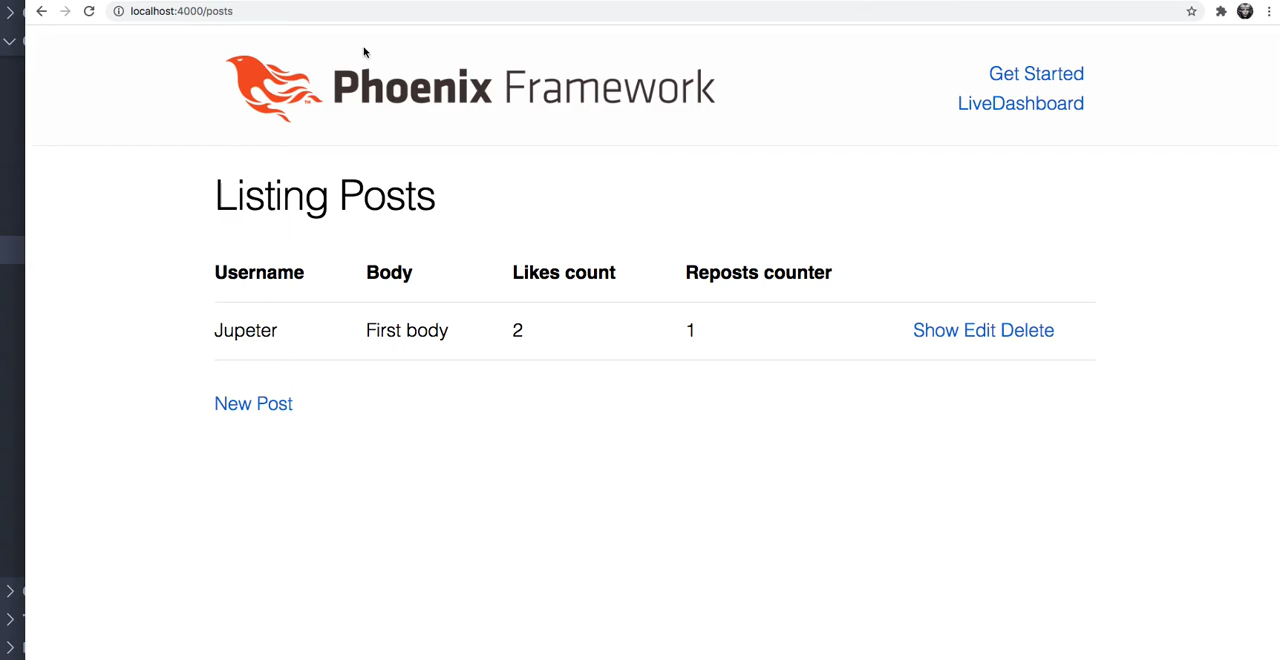 localhost:4000/posts
Phoenix Framework
Get Started
LiveDashboard
Listing Posts
Username Body Likes count Reposts counter
Jupeter First body 2 1 Show Edit Delete
New Post